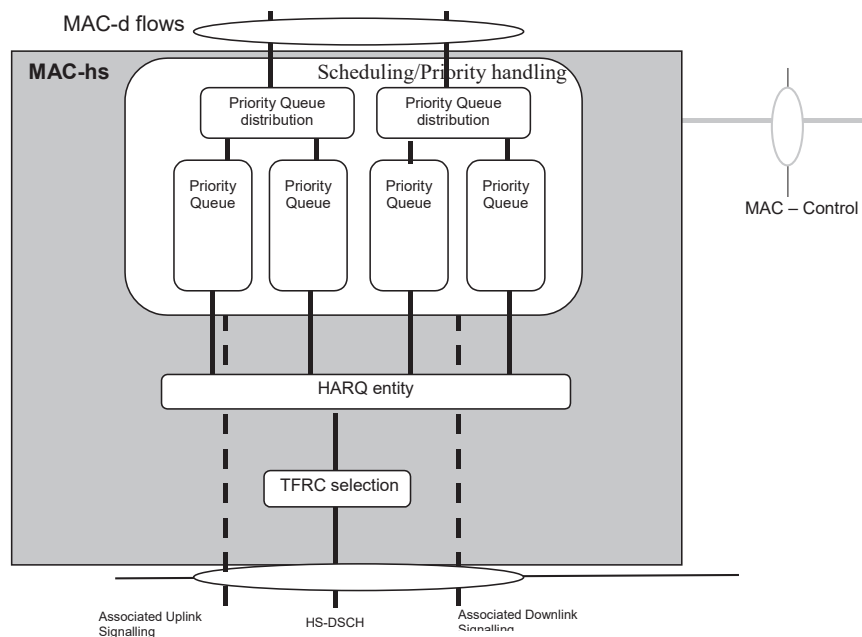 MAC-d flows
MAC-hs
Scheduling/Priority handling
Priority Queue
distribution
Priority Queue
distribution
Priority
Queue
Priority
Queue
Priority
Queue
Priority
Queue
MAC – Control
HARQ entity
TFRC selection
Associated Uplink
Signalling
HS-DSCH
Associated Downlink
Signalling